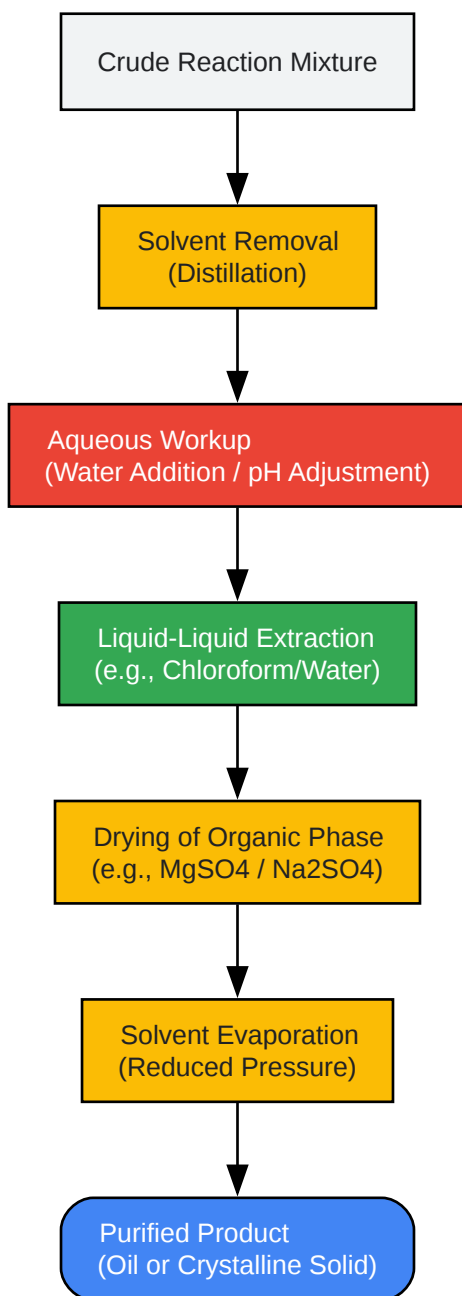 Crude Reaction Mixture
Solvent Removal
(Distillation)
Aqueous Workup
(Water Addition / pH Adjustment)
Liquid-Liquid Extraction
(e.g., Chloroform/Water)
Drying of Organic Phase
(e.g., MgSO4 / Na2SO4)
Solvent Evaporation
(Reduced Pressure)
Purified Product
(Oil or Crystalline Solid)